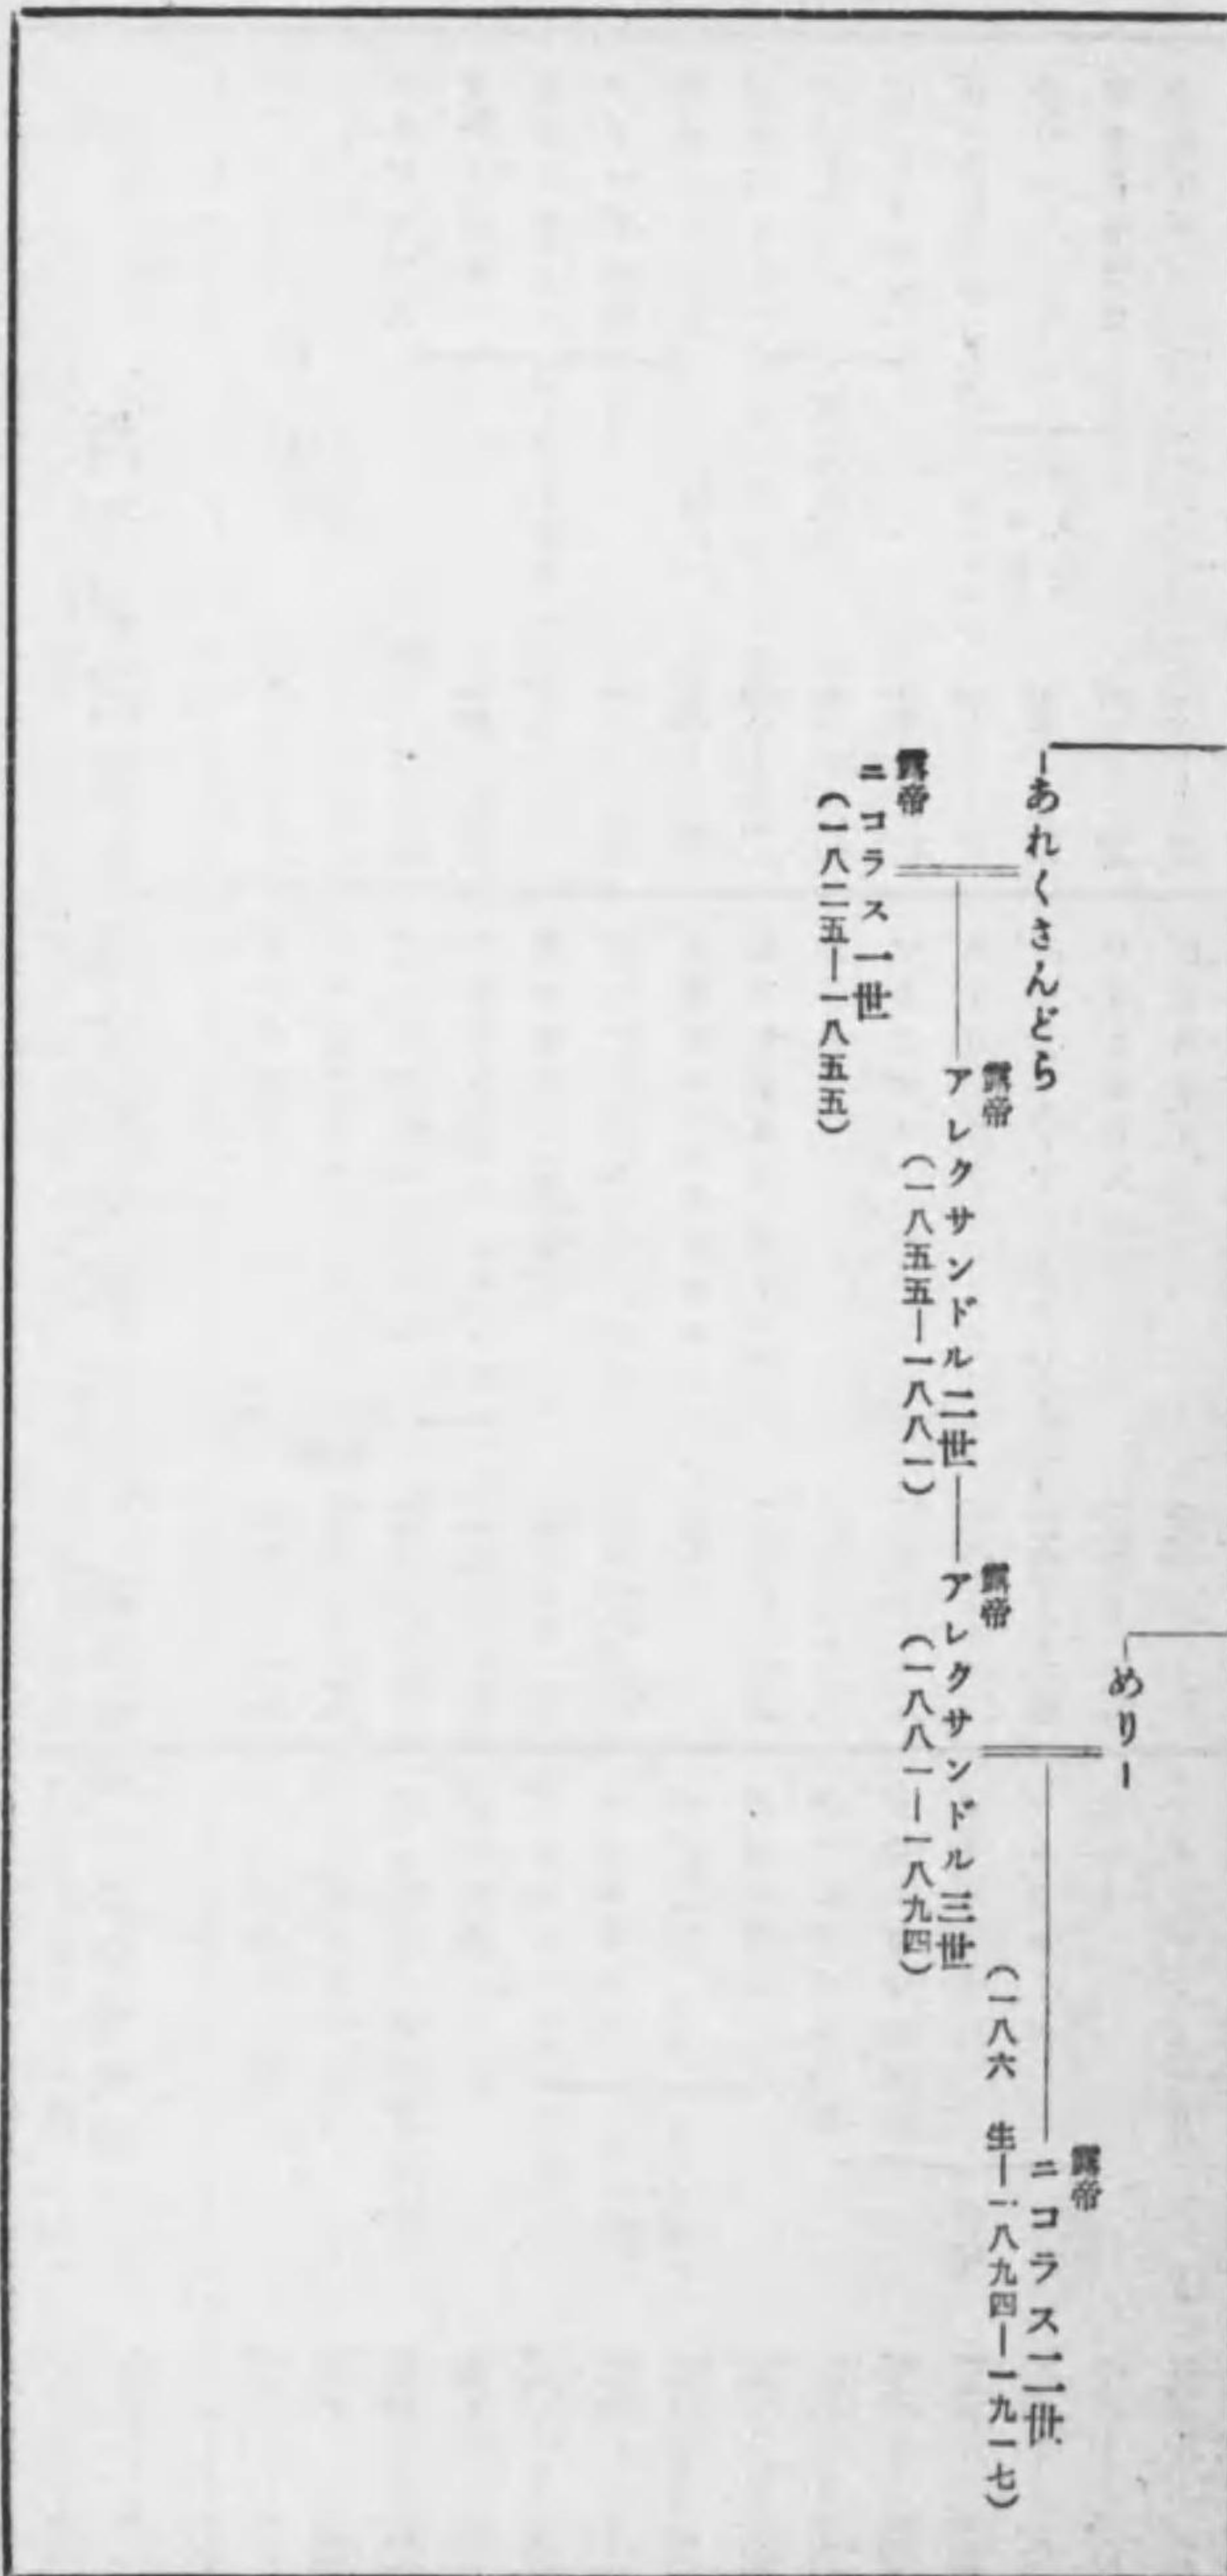 めりー
露帝
ニコラス二世
(一八六 生―一八九四―一九一七)
あれくさんどら
露帝
アレクサンドル二世
(一八五五―一八八一)
露帝
アレクサンドル三世
(一八八一―一八九四)
露帝
ニコラス一世
(一八二五―一八五五)